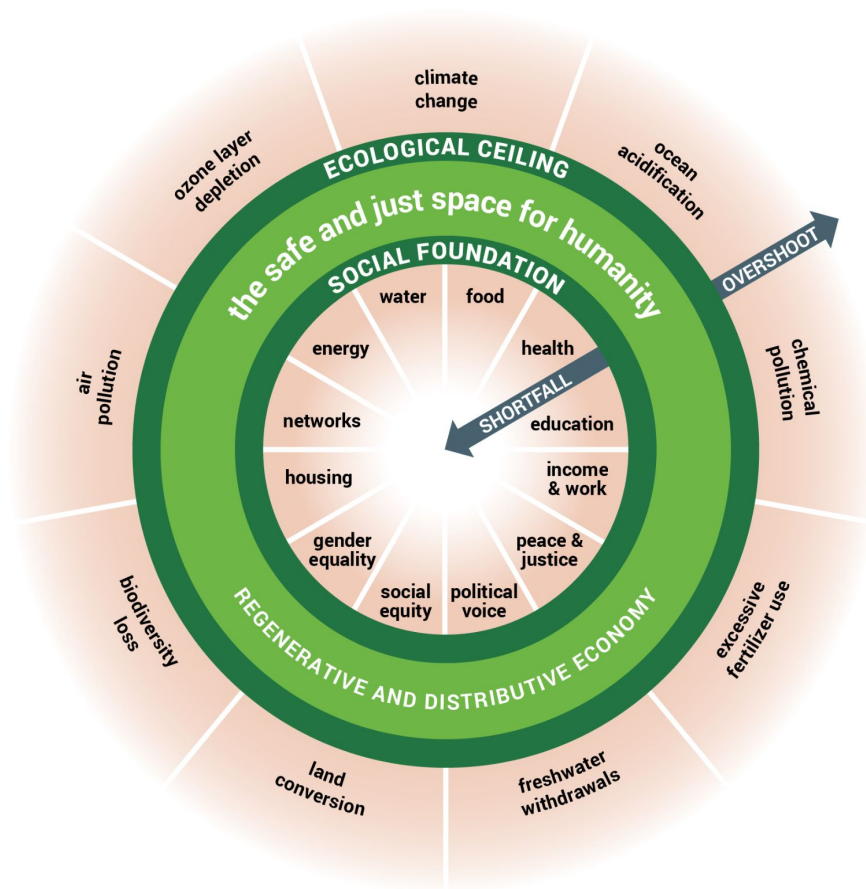 climate
change
ocean
acidification
OVERSHOOT
chemical
pollution
excessive
fertilizer use
freshwater
withdrawals
land
conversion
biodiversity
loss
air
pollution
ozone layer
depletion
ECOLOGICAL CEILING
the safe and just space for humanity
SOCIAL FOUNDATION
water
food
health
SHORTFALL
education
income
& work
peace &
justice
political
voice
social
equity
gender
equality
housing
networks
energy
REGENERATIVE AND DISTRIBUTIVE ECONOMY